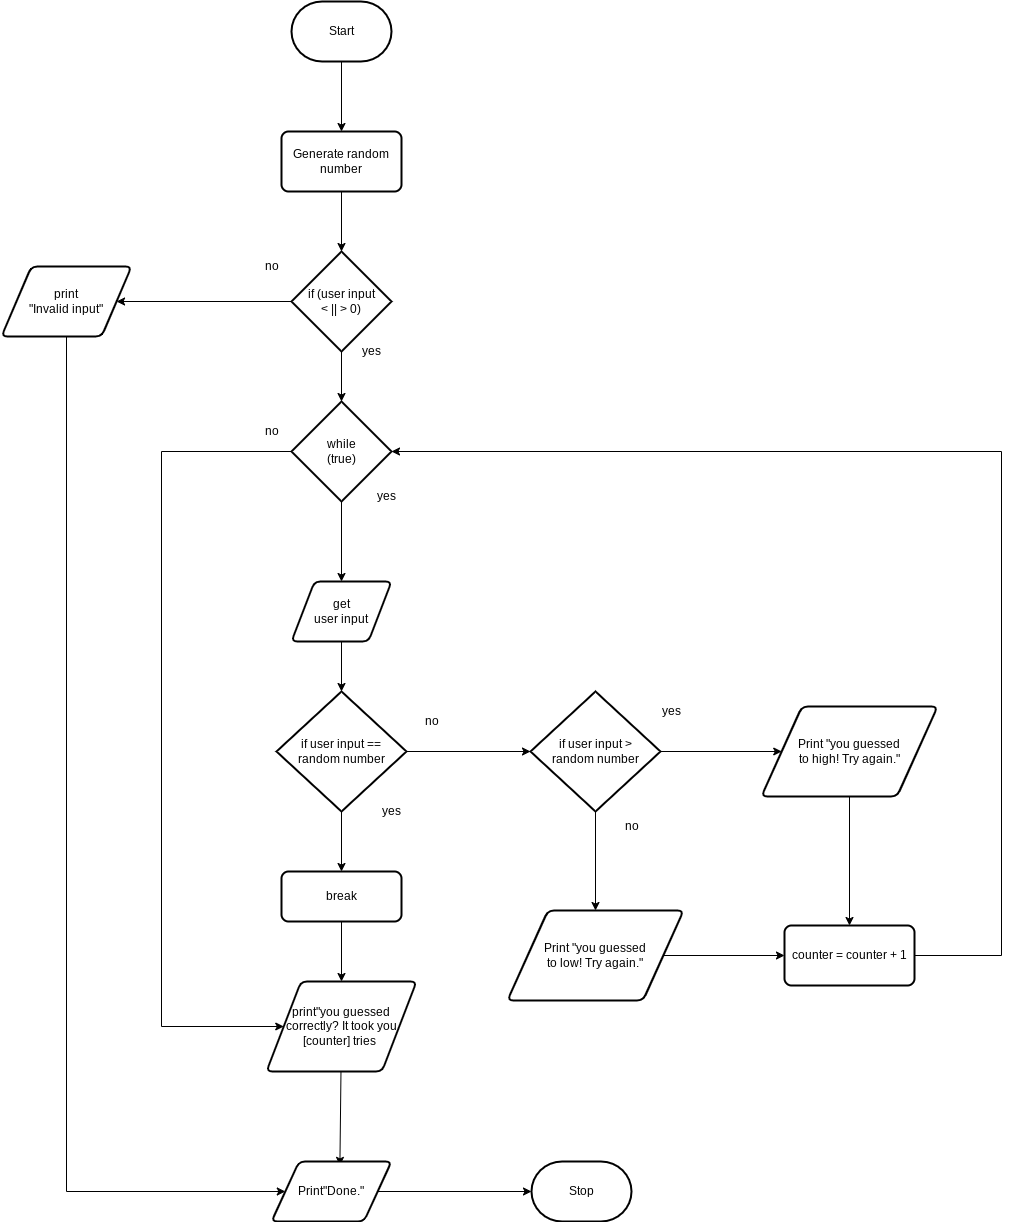 Start
Generate random
number
no
print
"Invalid input"
if (user input
< || > 0)
yes
no
while
(true)
yes
get
user input
no
yes
if user input ==
random number
if user input >
random number
Print "you guessed
to high! Try again."
yes
no
break
Print "you guessed
to low! Try again."
counter = counter + 1
print"you guessed
correctly? It took you
[counter] tries
Print"Done."
Stop